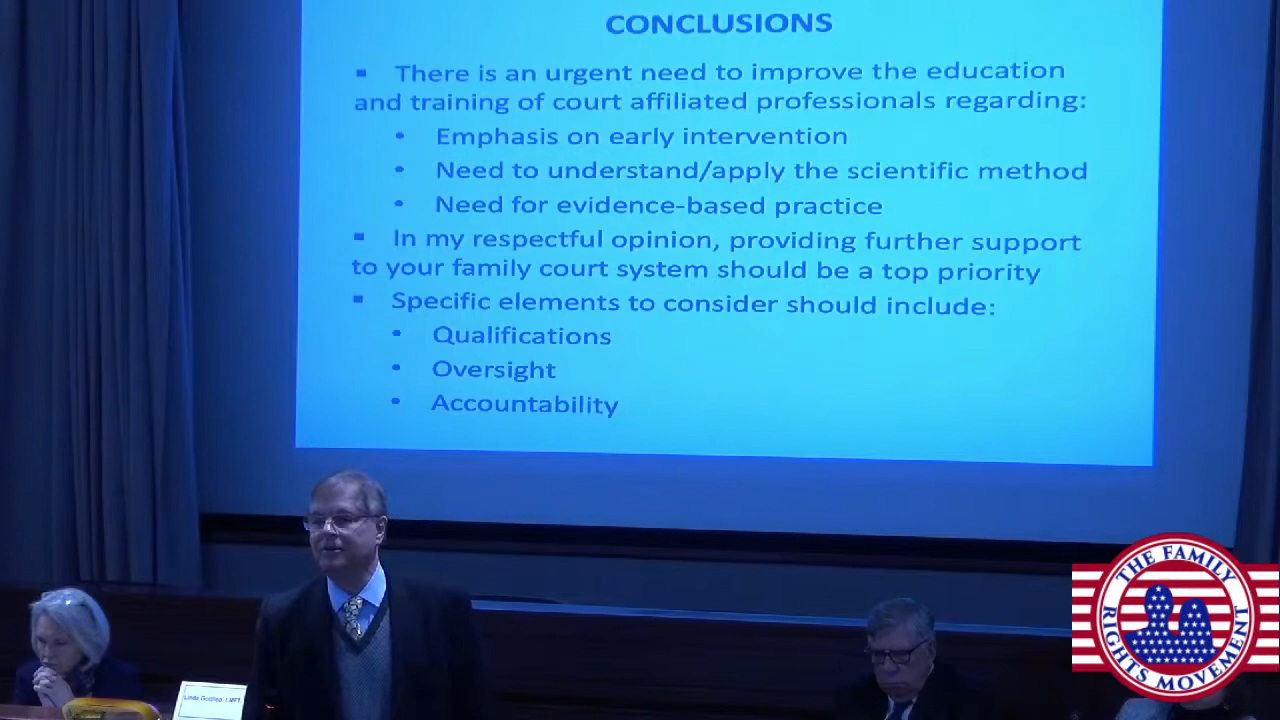 CONCLUSIONS
▪ There is an urgent need to improve the education
and training of court affiliated professionals regarding:
• Emphasis on early intervention
• Need to understand/apply the scientific method
• Need for evidence-based practice
▪ In my respectful opinion, providing further support
to your family court system should be a top priority
▪ Specific elements to consider should include:
• Qualifications
• Oversight
• Accountability
THE FAMILY
RIGHTS MOVEMENT
Linda Gottlieb, LMFT